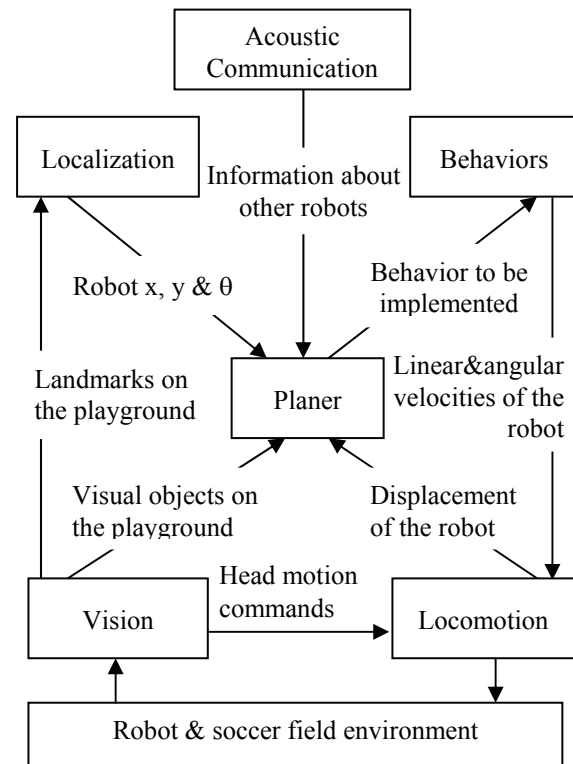 Acoustic
Communication
Localization
Behaviors
Information about
other robots
Robot x, y & θ
Behavior to be
implemented
Landmarks on
the playground
Planer
Linear&angular
velocities of the
robot
Visual objects on
the playground
Displacement
of the robot
Head motion
commands
Vision
Locomotion
Robot & soccer field environment